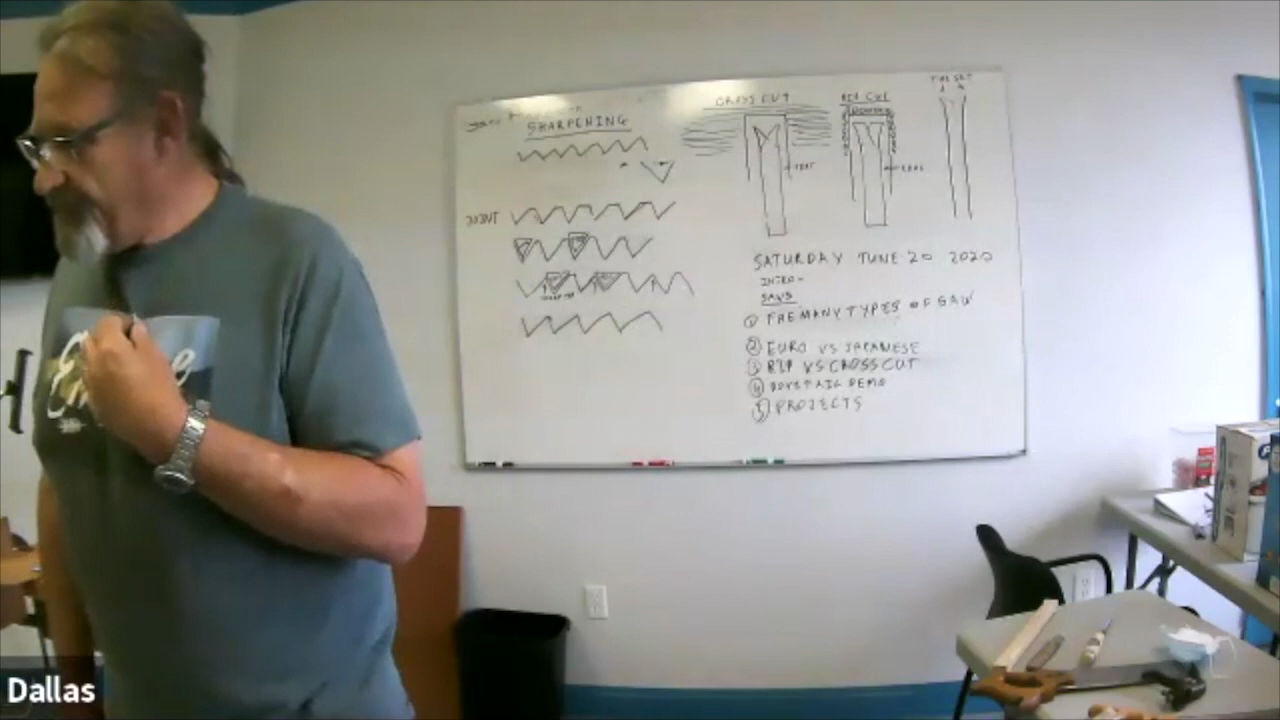 SHARPENING
JOINT
CROSS CUT
RIP CUT
SATURDAY JUNE 20 2020
INTRO -
SAWS
① THE MANY TYPES OF SAW
② EURO VS JAPANESE
③ RIP VS CROSSCUT
④ DOVETAIL DEMO
⑤ PROJECTS
Dallas